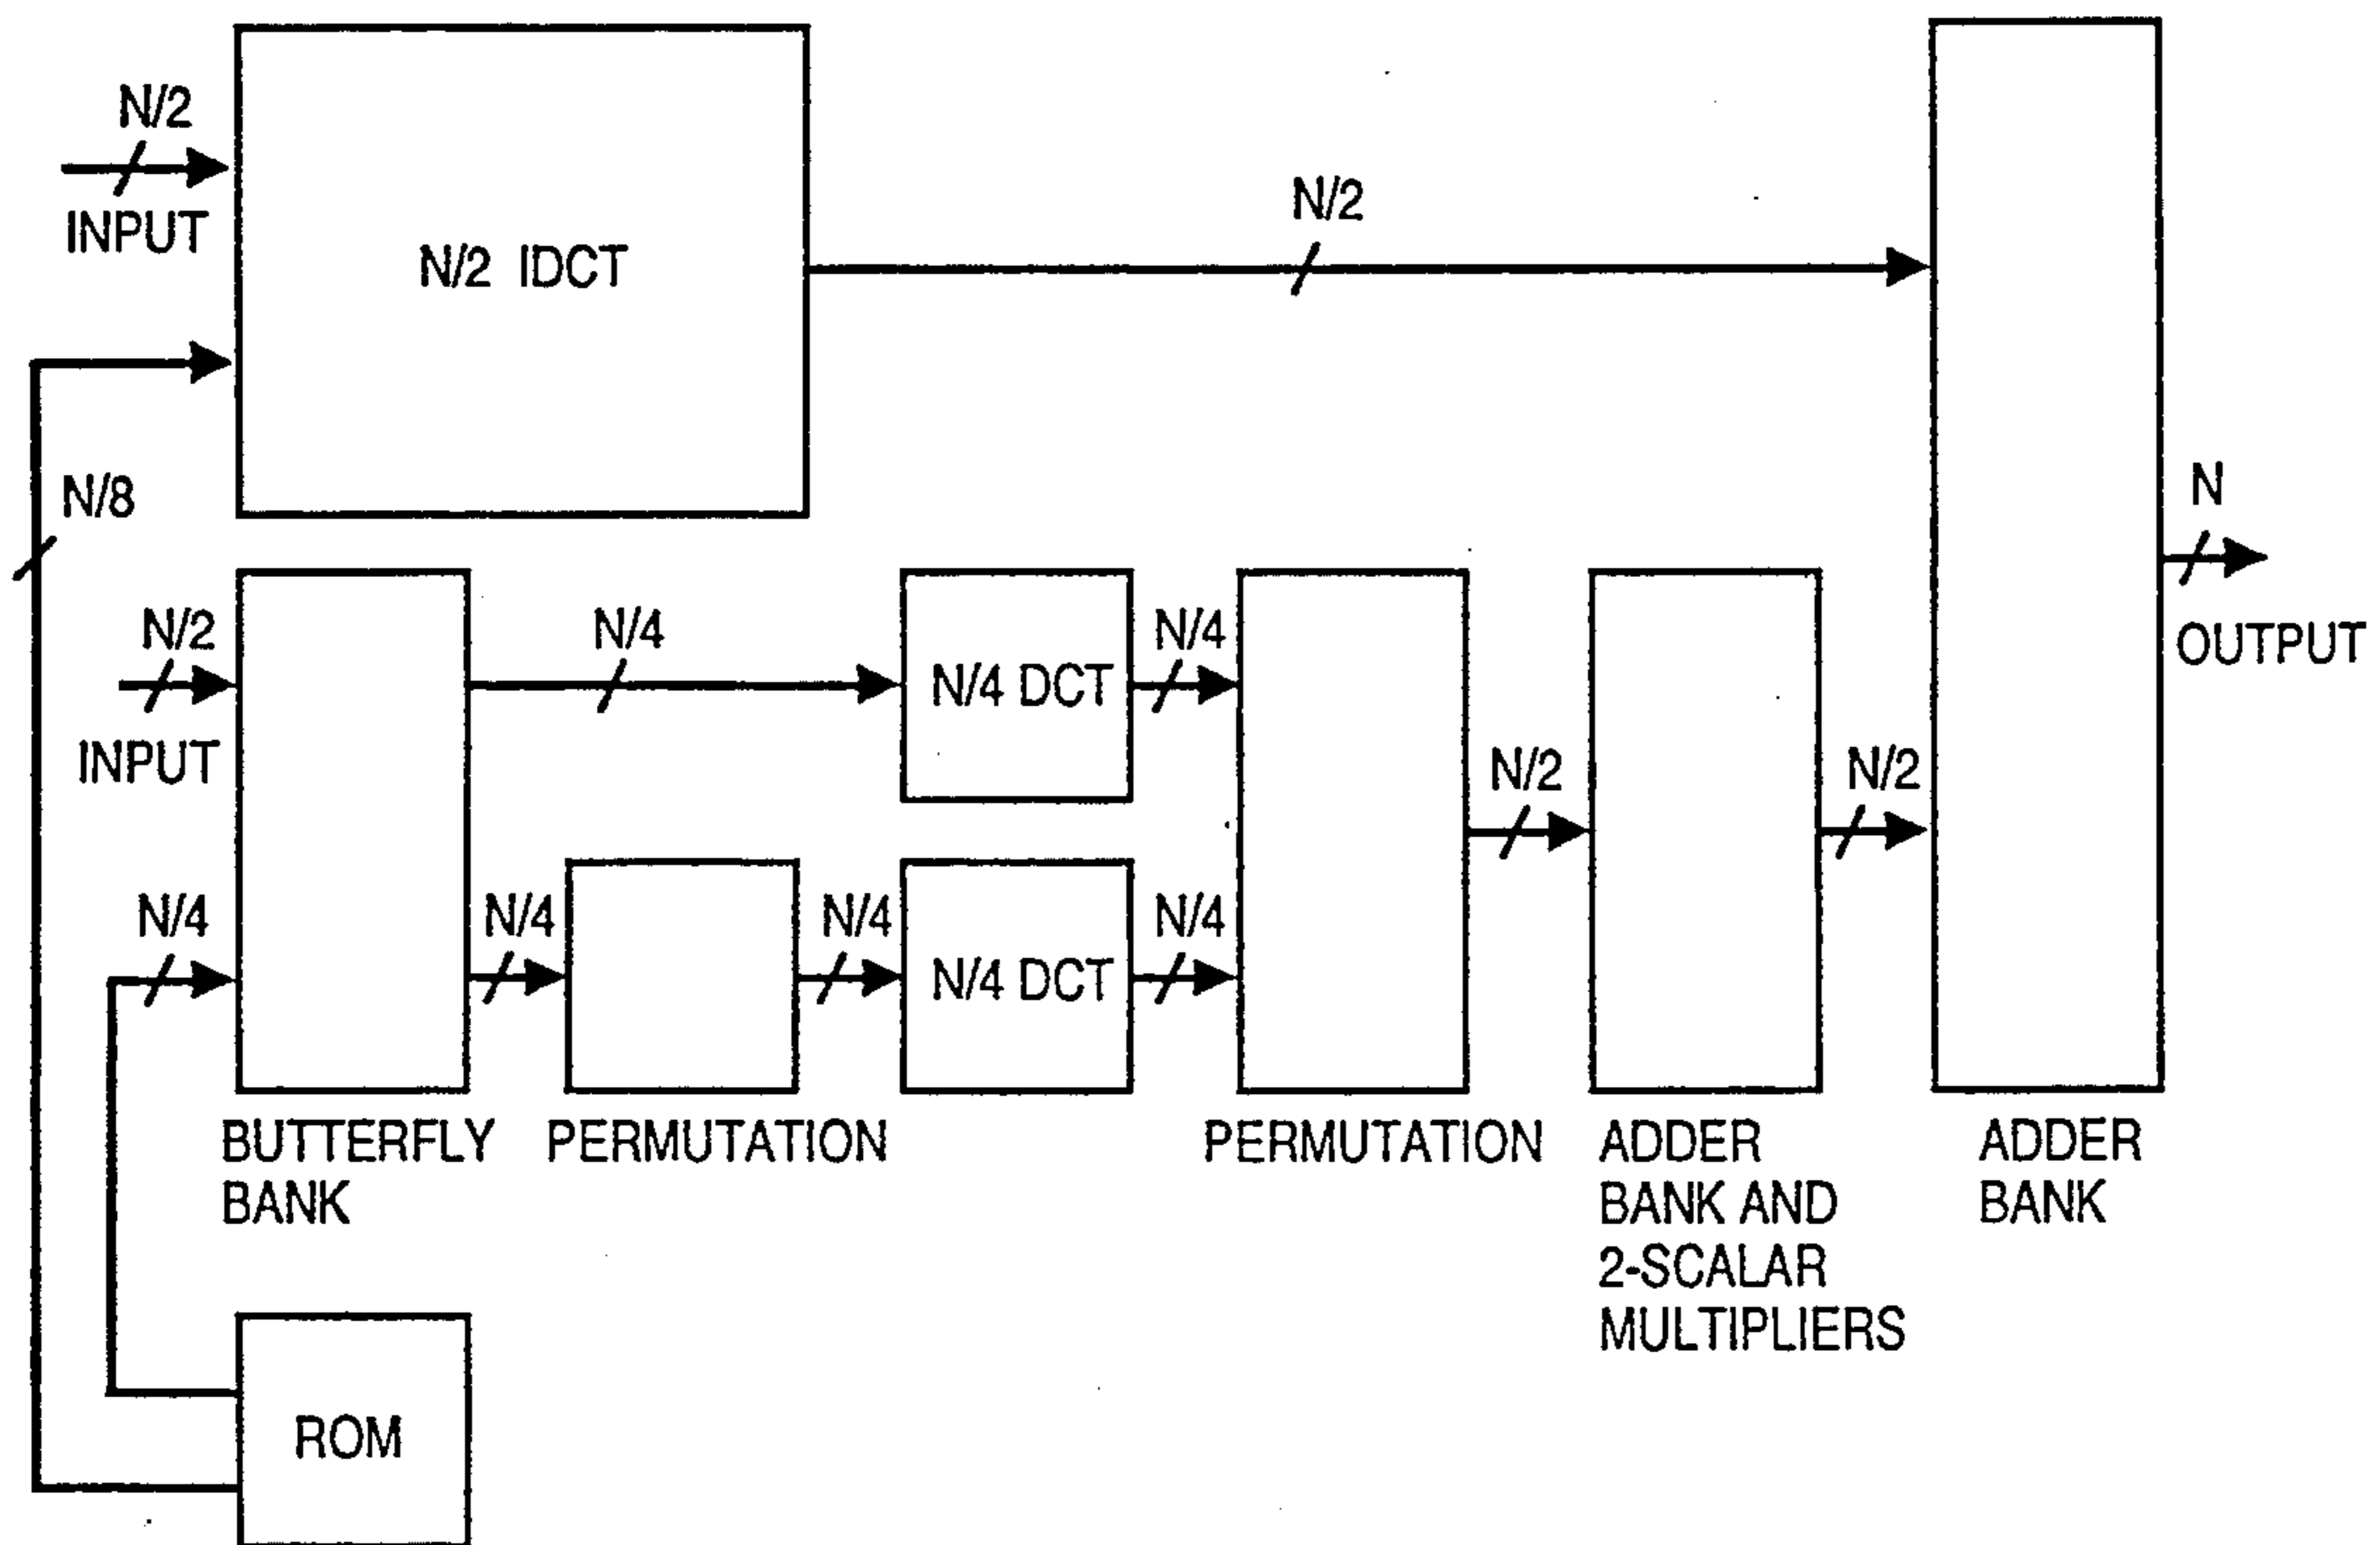 N/2
INPUT
N/2 IDCT
N/2
N/8
N
OUTPUT
N/2
INPUT
N/4
N/4 DCT
N/4
N/2
N/2
N/4
N/4
N/4
N/4 DCT
N/4
BUTTERFLY
BANK
PERMUTATION
PERMUTATION
ADDER
BANK AND
2-SCALAR
MULTIPLIERS
ADDER
BANK
ROM